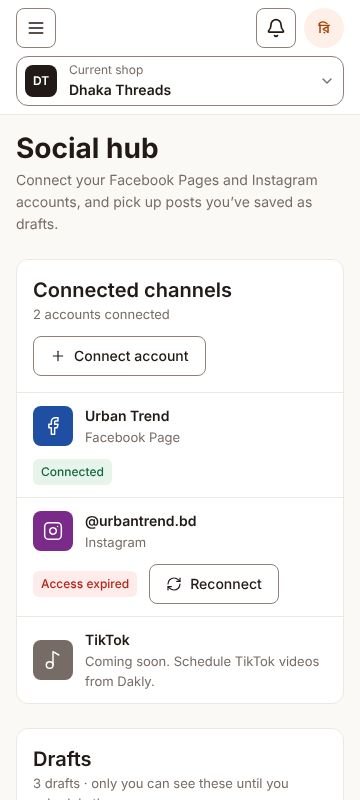 রি
DT
Current shop
Dhaka Threads
Social hub
Connect your Facebook Pages and Instagram
accounts, and pick up posts you’ve saved as
drafts.
Connected channels
2 accounts connected
Connect account
Urban Trend
Facebook Page
Connected
@urbantrend.bd
Instagram
Access expired
Reconnect
TikTok
Coming soon. Schedule TikTok videos
from Dakly.
Drafts
3 drafts · only you can see these until you